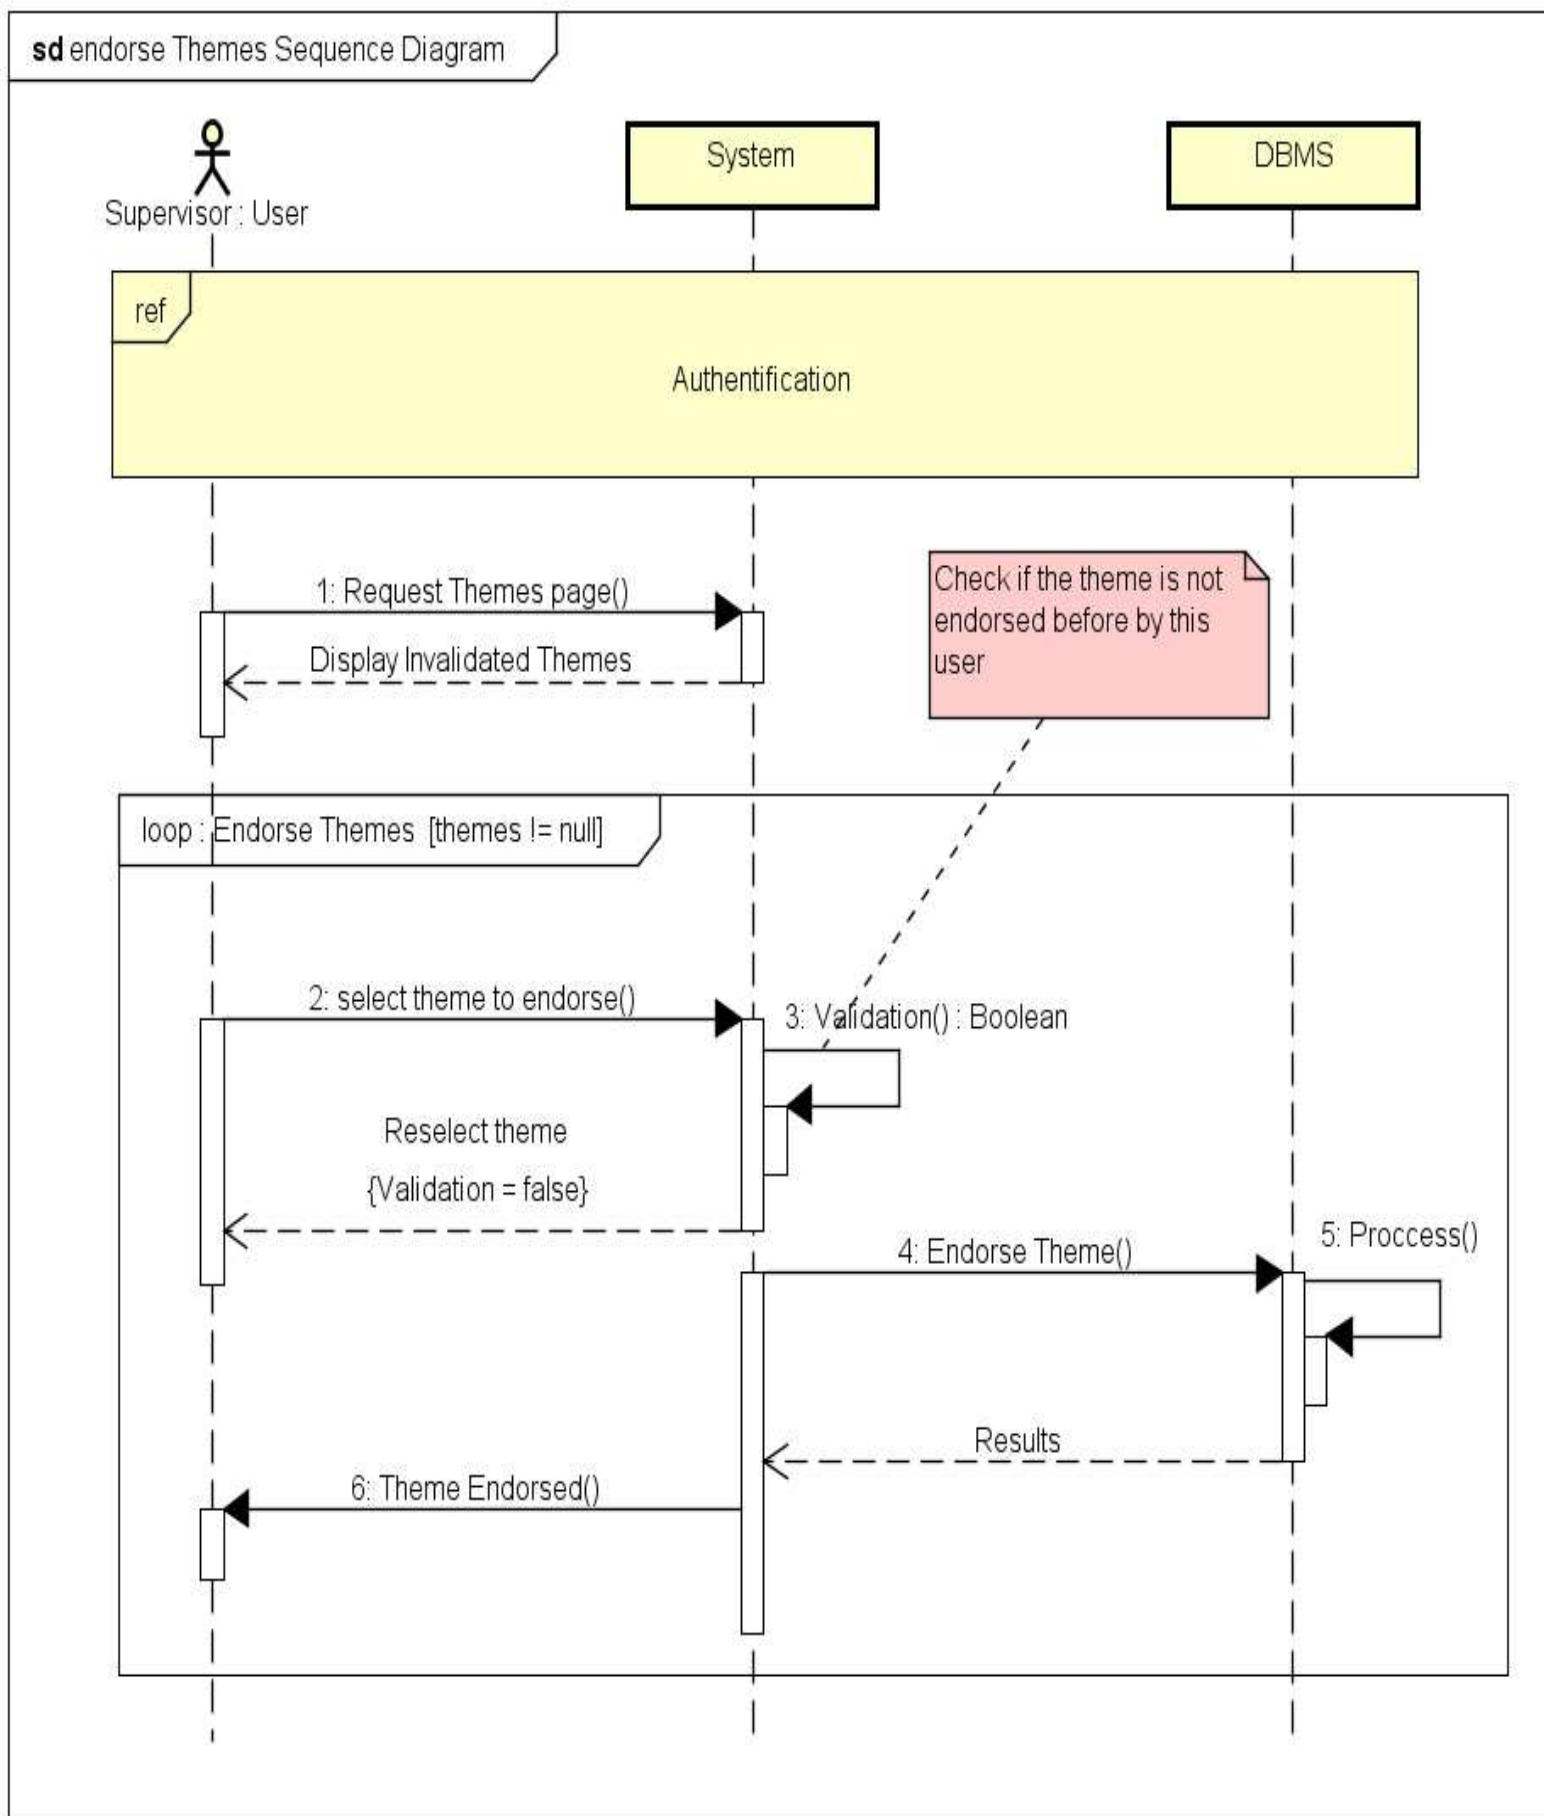 sd endorse Themes Sequence Diagram
Supervisor : User
System
DBMS
ref
Authentification
1: Request Themes page()
Display Invalidated Themes
Check if the theme is not
endorsed before by this
user
loop : Endorse Themes [themes != null]
2: select theme to endorse()
3: Validation() : Boolean
Reselect theme
{Validation = false}
4: Endorse Theme()
5: Proccess()
Results
6: Theme Endorsed()